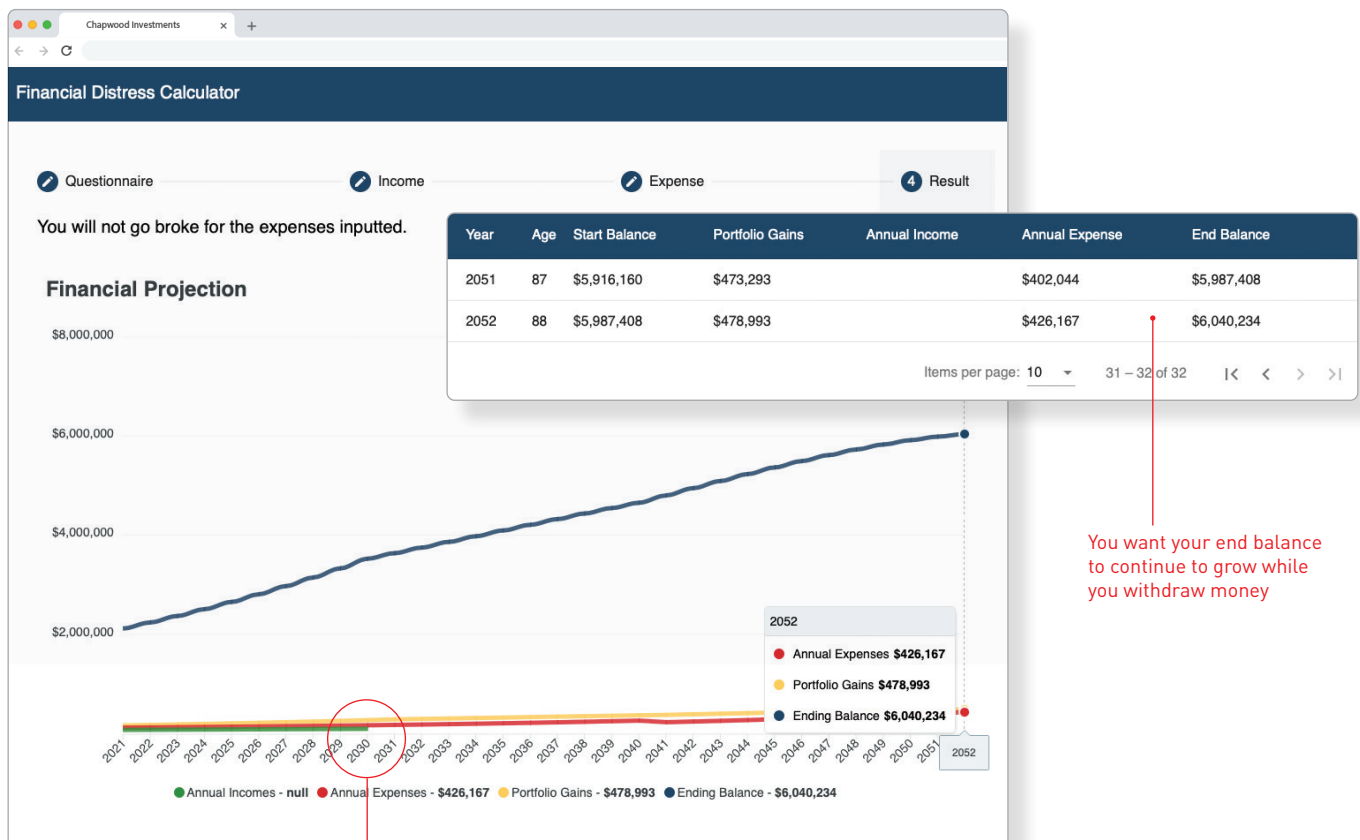 Chapwood Investments
Financial Distress Calculator
Questionnaire
Income
Expense
4 Result
You will not go broke for the expenses inputted.
Year Age Start Balance Portfolio Gains Annual Income Annual Expense End Balance
2051 87 $5,916,160 $473,293 $402,044 $5,987,408
2052 88 $5,987,408 $478,993 $426,167 $6,040,234
Items per page: 10 31 – 32 of 32
Financial Projection
$8,000,000
$6,000,000
$4,000,000
$2,000,000
You want your end balance
to continue to grow while
you withdraw money
2052
Annual Expenses $426,167
Portfolio Gains $478,993
Ending Balance $6,040,234
2021 2022 2023 2024 2025 2026 2027 2028 2029 2030 2031 2032 2033 2034 2035 2036 2037 2038 2039 2040 2041 2042 2043 2044 2045 2046 2047 2048 2049 2050 2051 2052
Annual Incomes - null Annual Expenses - $426,167 Portfolio Gains - $478,993 Ending Balance - $6,040,234